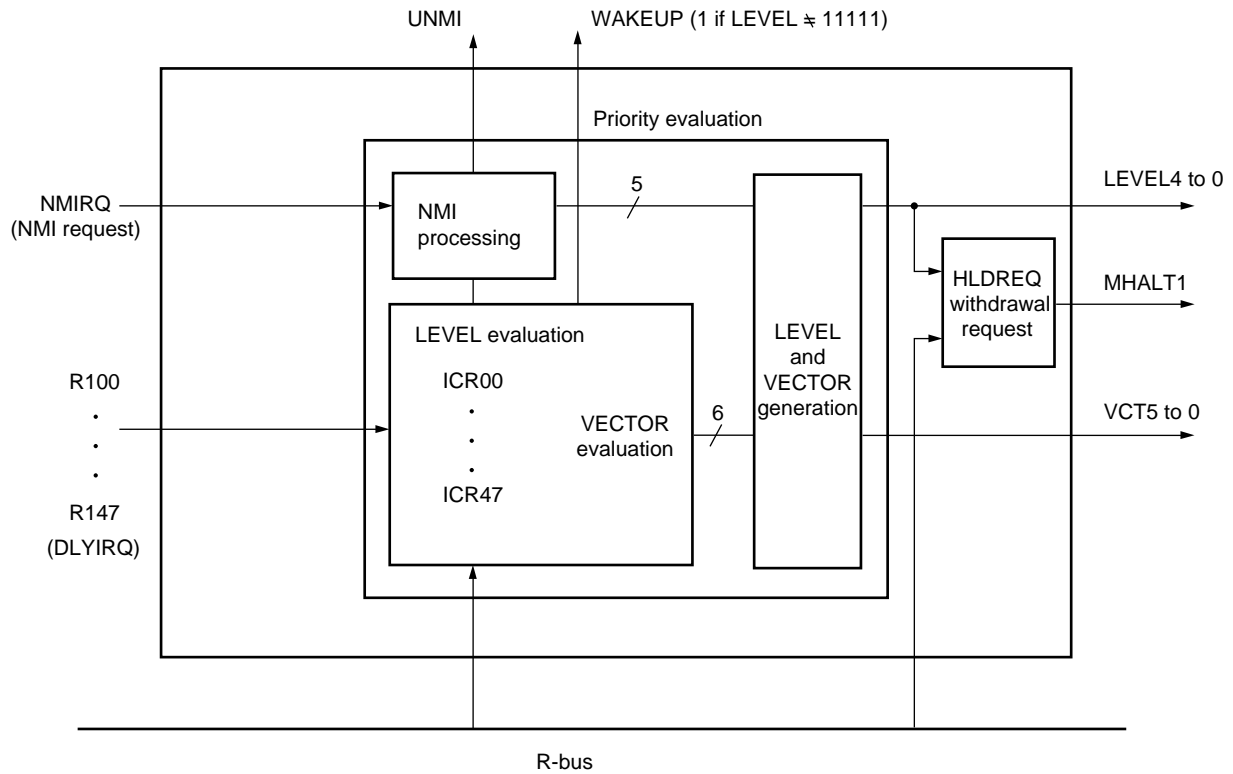 UNMI
WAKEUP (1 if LEVEL ≠ 11111)
Priority evaluation
NMIRQ
(NMI request)
NMI
processing
5
LEVEL4 to 0
HLDREQ
withdrawal
request
MHALT1
LEVEL evaluation
ICR00
.
.
.
ICR47
VECTOR
evaluation
6
LEVEL
and
VECTOR
generation
VCT5 to 0
R100
.
.
.
R147
(DLYIRQ)
R-bus